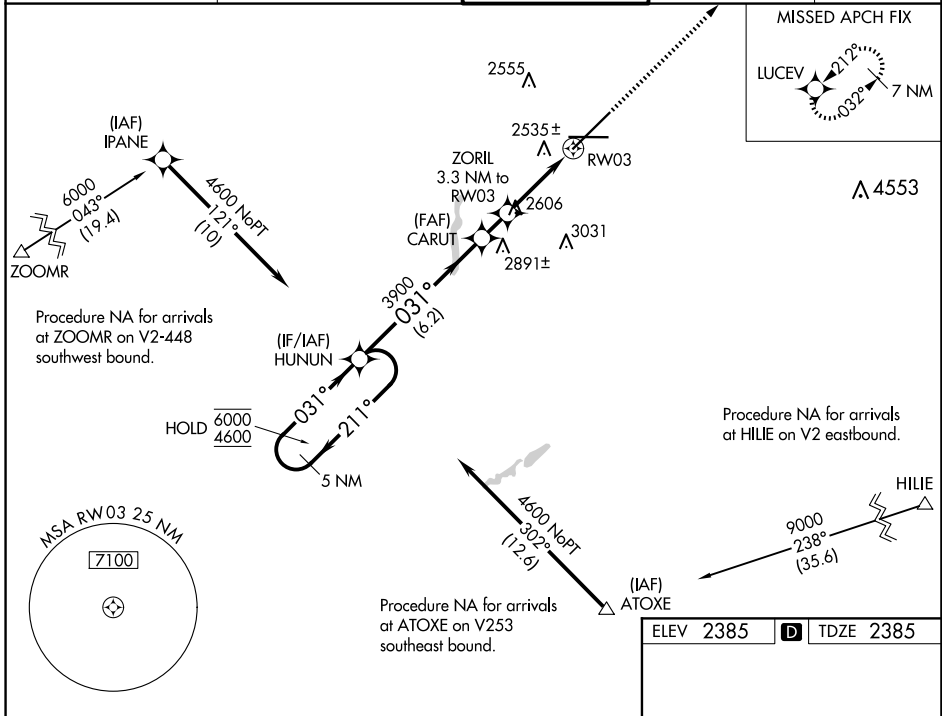 MISSED APCH FIX
LUCEV
212°
032°
7 NM
2555
2535±
RW03
ZORIL
3.3 NM to
RW03
2606
4553
(IAF)
IPANE
6000
043°
(19.4)
ZOOMR
4600 NoPT
121°
(10)
(FAF)
CARUT
3031
2891±
Procedure NA for arrivals
at ZOOMR on V2-448
southwest bound.
3900
031°
(6.2)
(IF/IAF)
HUNUN
HOLD
6000
4600
031°
211°
5 NM
Procedure NA for arrivals
at HILIE on V2 eastbound.
HILIE
9000
238°
(35.6)
4600 NoPT
302°
(12.6)
(IAF)
ATOXE
MSA RW03 25 NM
7100
Procedure NA for arrivals
at ATOXE on V253
southeast bound.
ELEV 2385 D TDZE 2385